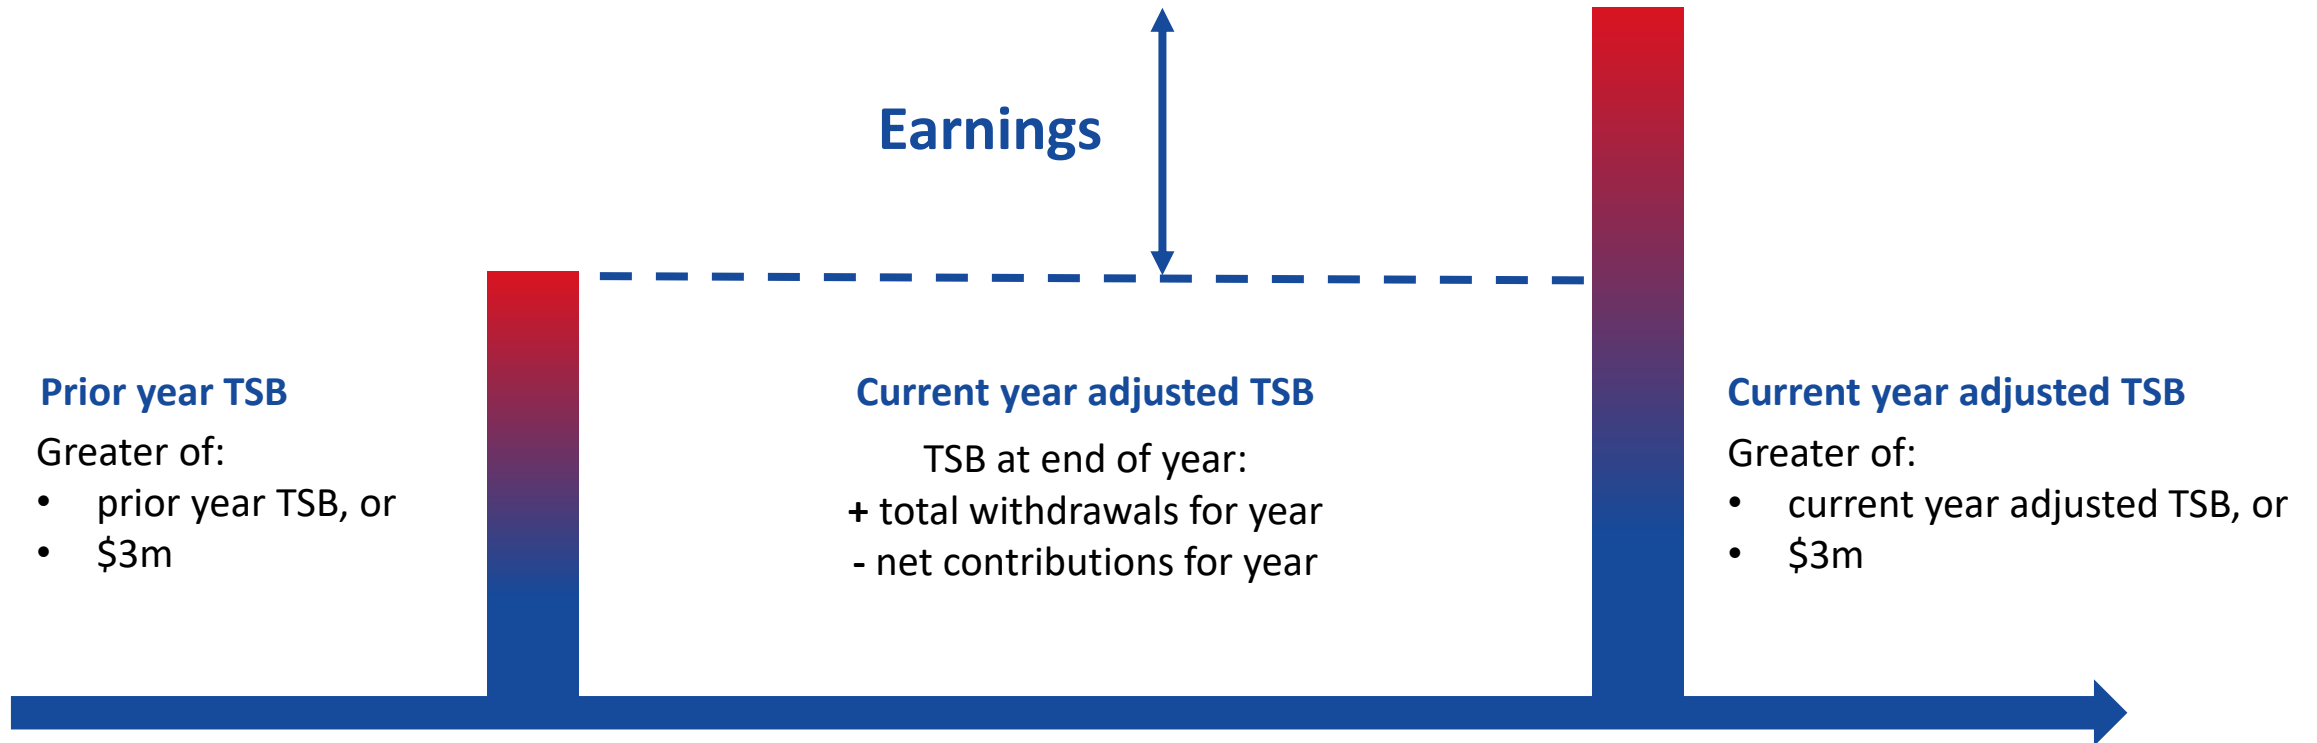 Earnings
Prior year TSB
Greater of:
• prior year TSB, or
• $3m
Current year adjusted TSB
TSB at end of year:
+ total withdrawals for year
- net contributions for year
Current year adjusted TSB
Greater of:
• current year adjusted TSB, or
• $3m